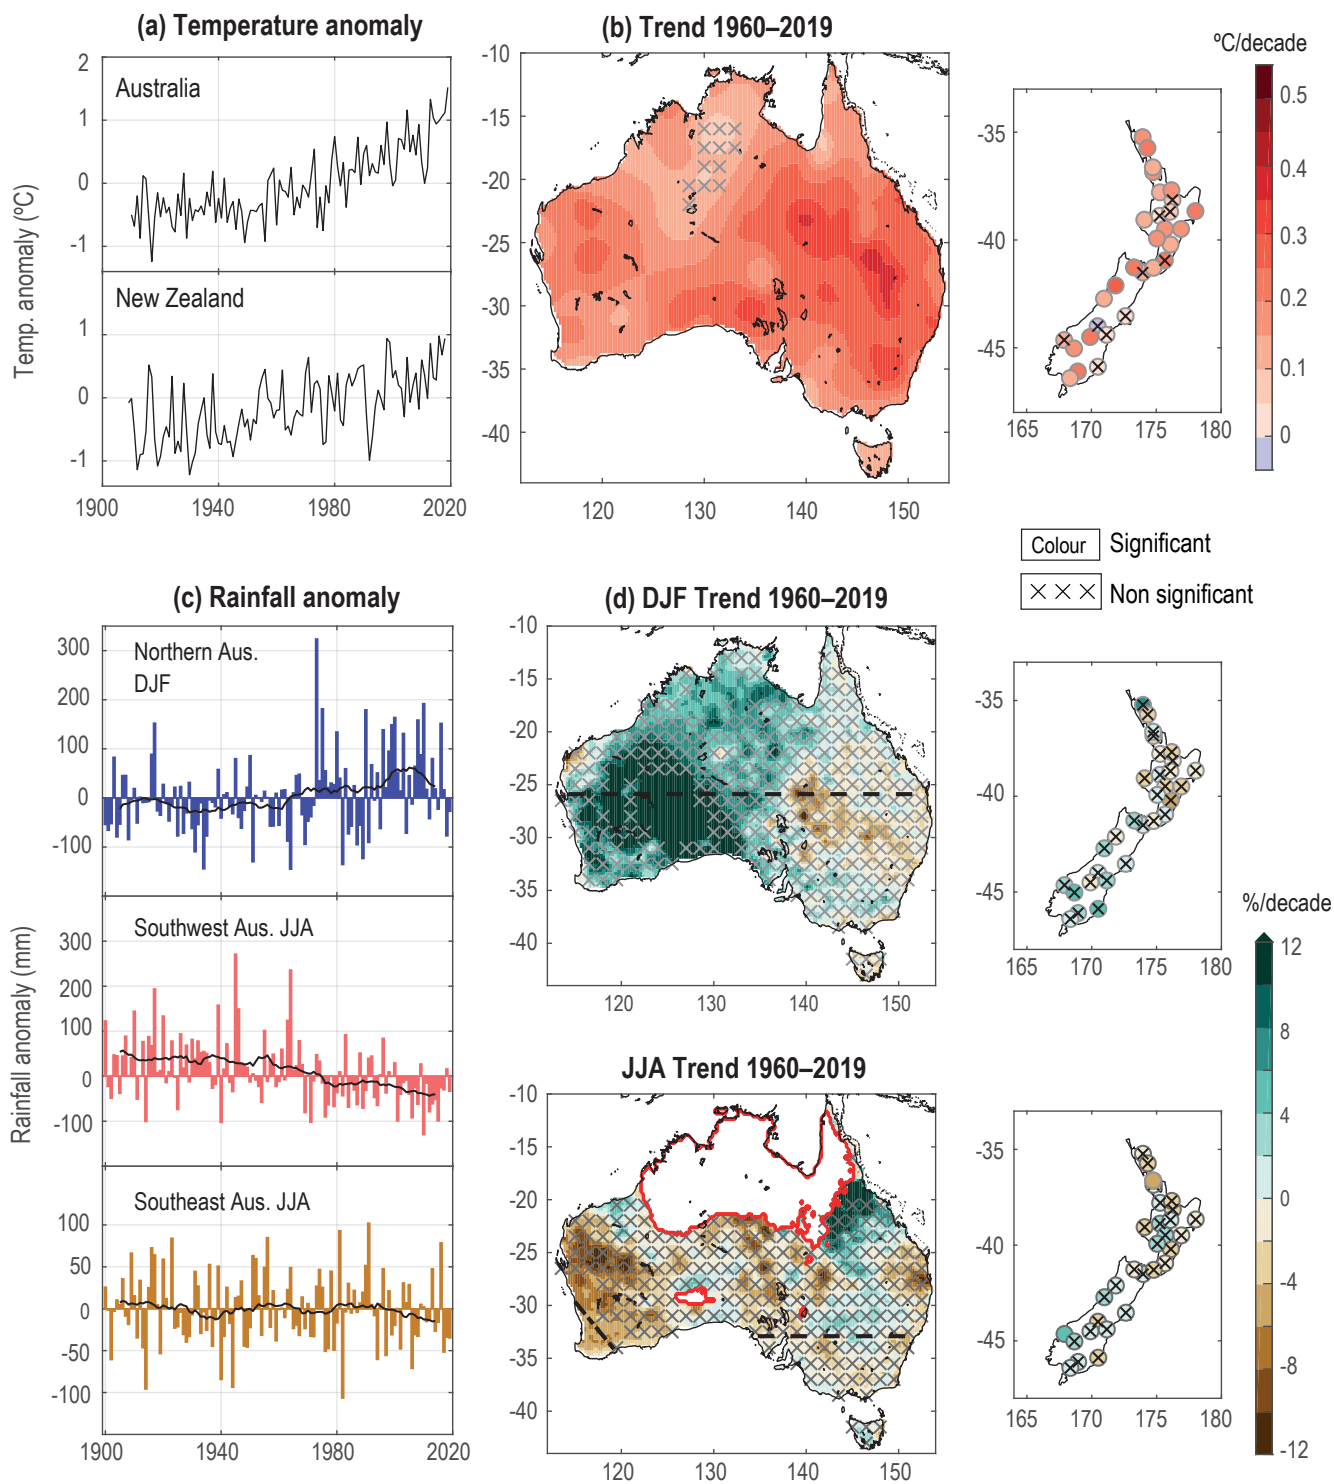 (a) Temperature anomaly
(b) Trend 1960–2019
ºC/decade
Temp. anomaly (ºC)
2
Australia
1
0
-1
New Zealand
1
0
-1
1900 1940 1980 2020
-10
-15
-20
-25
-30
-35
-40
120 130 140 150
-35
-40
-45
165 170 175 180
0.5
0.4
0.3
0.2
0.1
0
Colour Significant
Non significant
(c) Rainfall anomaly
(d) DJF Trend 1960–2019
Rainfall anomaly (mm)
300
Northern Aus.
DJF
200
100
0
-100
Southwest Aus. JJA
300
200
100
0
-100
Southeast Aus. JJA
100
50
0
-50
-100
1900 1940 1980 2020
-10
-15
-20
-25
-30
-35
-40
120 130 140 150
-35
-40
-45
165 170 175 180
JJA Trend 1960–2019
-10
-15
-20
-25
-30
-35
-40
120 130 140 150
-35
-40
-45
165 170 175 180
%/decade
12
8
4
0
-4
-8
-12